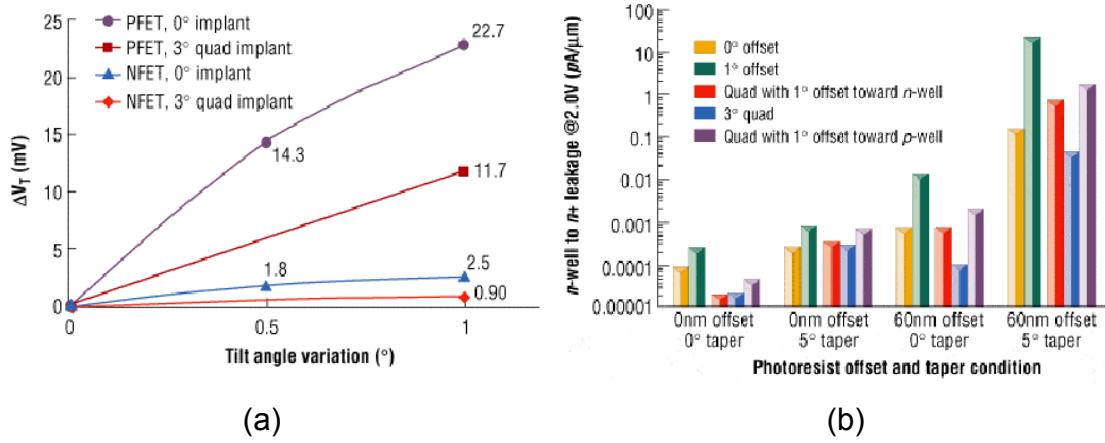 25
20
15
10
5
0
ΔV_T (mV)
PFET, 0° implant
PFET, 3° quad implant
NFET, 0° implant
NFET, 3° quad implant
22.7
14.3
11.7
1.8
2.5
0.90
0
0.5
1
Tilt angle variation (°)
(a)
n-well to n+ leakage @2.0V (pA/μm)
100
10
1
0.1
0.01
0.001
0.0001
0.00001
0° offset
1° offset
Quad with 1° offset toward n-well
3° quad
Quad with 1° offset toward p-well
0nm offset
0° taper
0nm offset
5° taper
60nm offset
0° taper
60nm offset
5° taper
Photoresist offset and taper condition
(b)